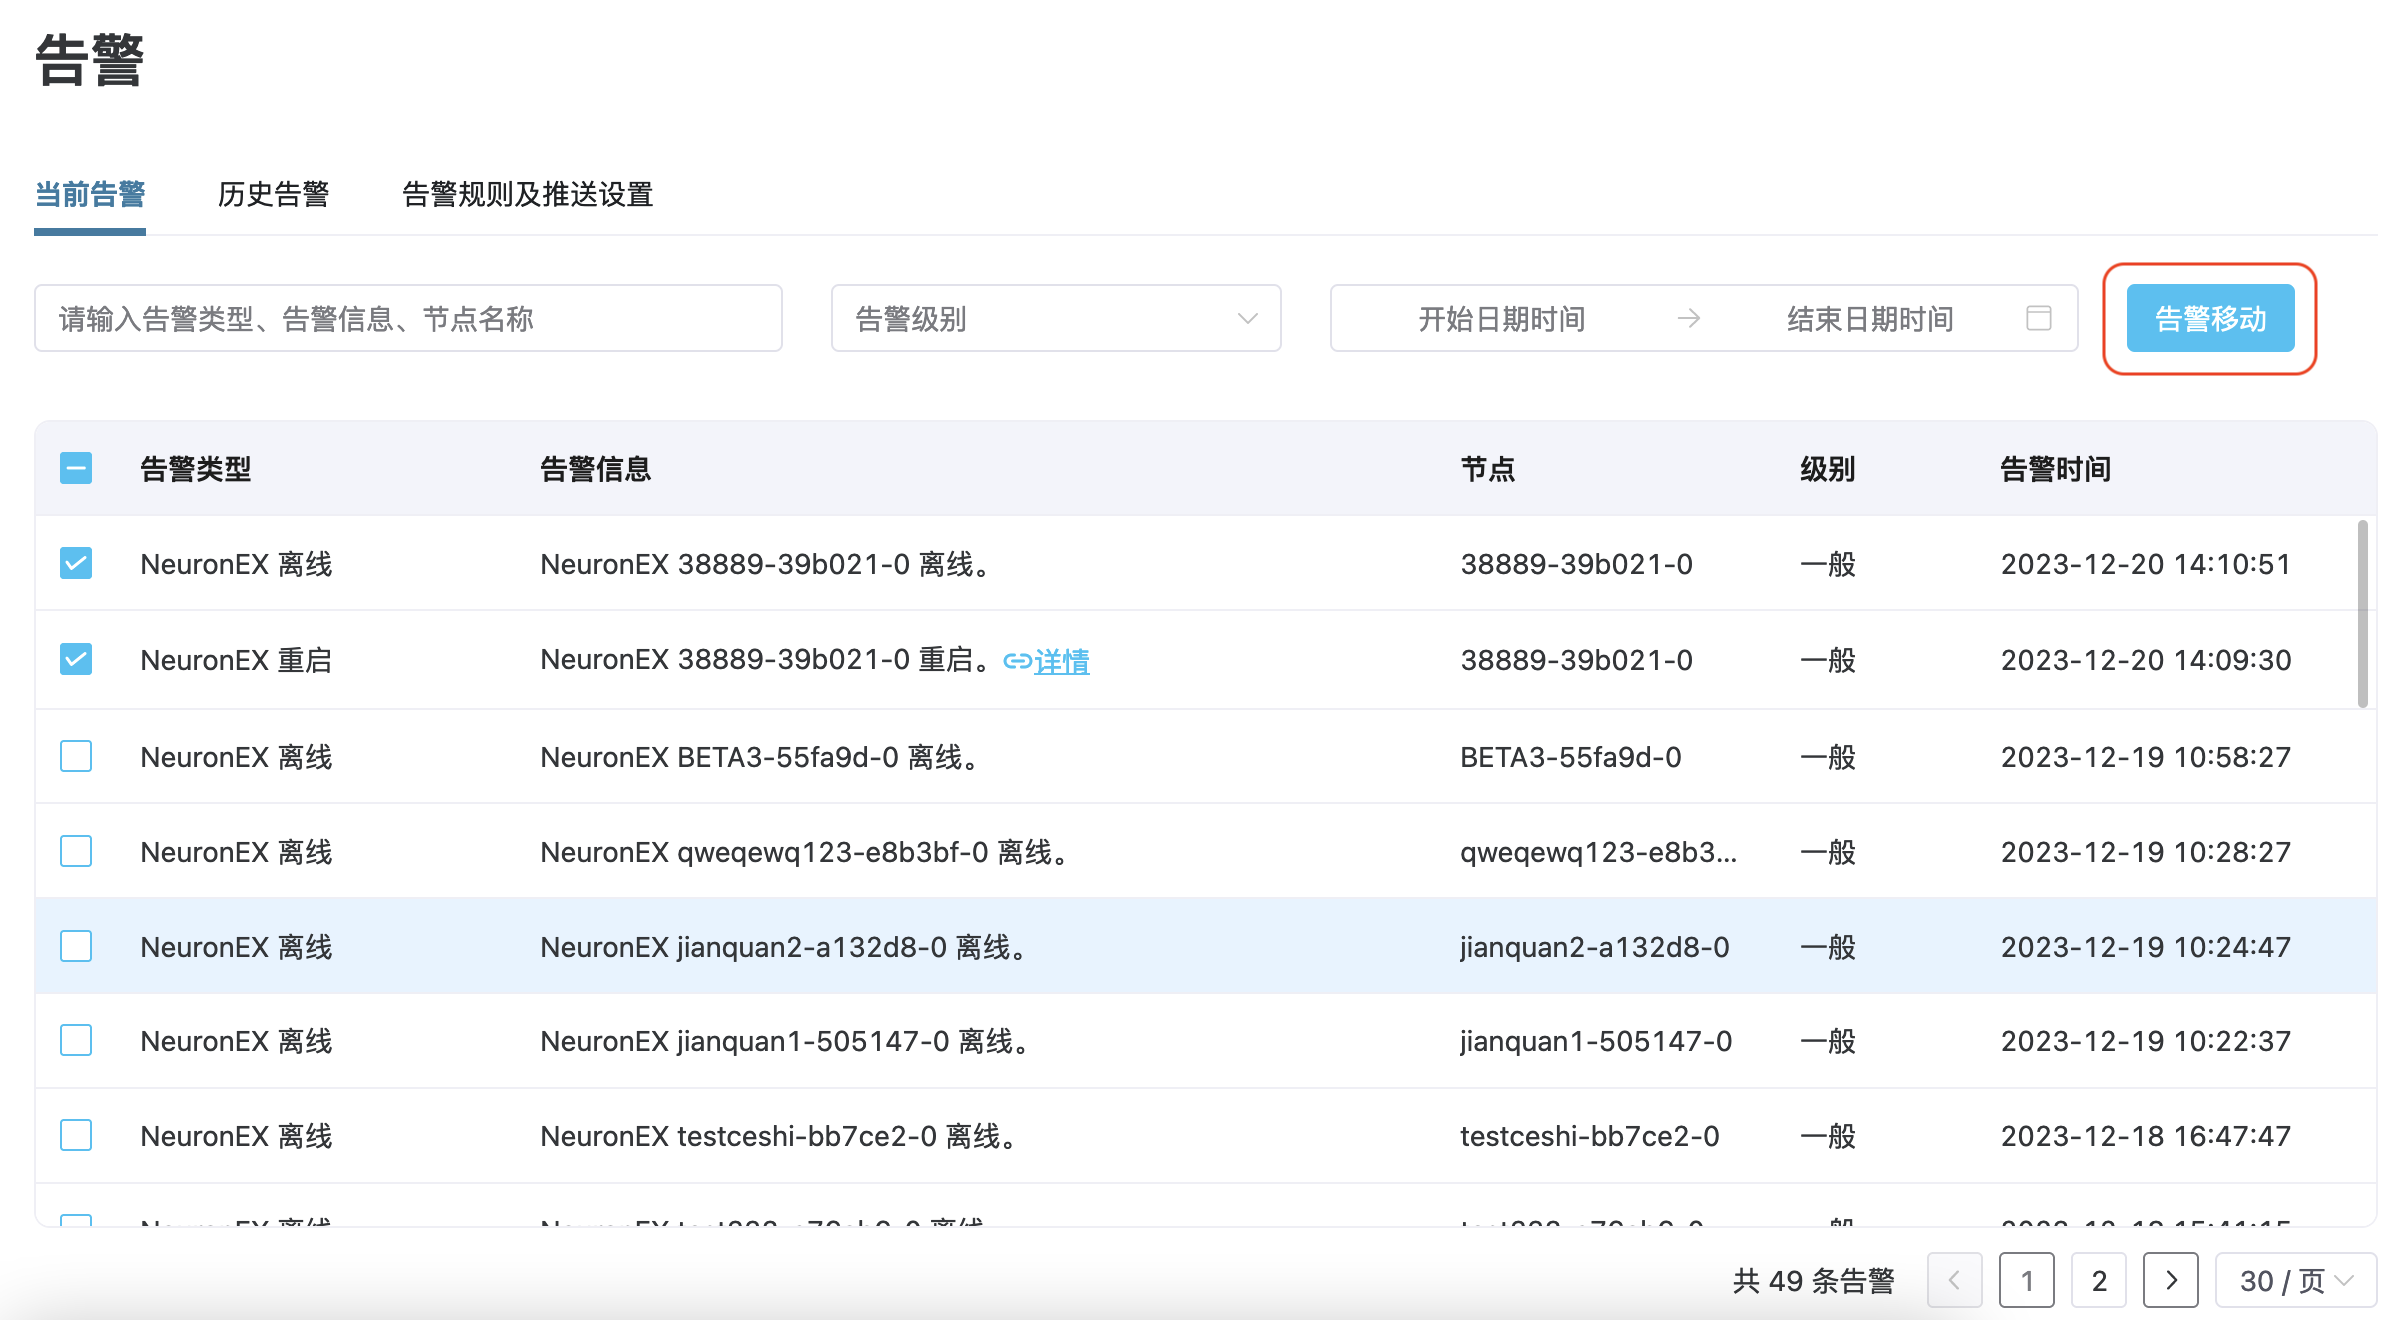 告警
当前告警 历史告警 告警规则及推送设置
请输入告警类型、告警信息、节点名称 告警级别 开始日期时间 结束日期时间 告警移动
告警类型 告警信息 节点 级别 告警时间
NeuronEX 离线 NeuronEX 38889-39b021-0 离线。 38889-39b021-0 一般 2023-12-20 14:10:51
NeuronEX 重启 NeuronEX 38889-39b021-0 重启。 详情 38889-39b021-0 一般 2023-12-20 14:09:30
NeuronEX 离线 NeuronEX BETA3-55fa9d-0 离线。 BETA3-55fa9d-0 一般 2023-12-19 10:58:27
NeuronEX 离线 NeuronEX qweqewq123-e8b3bf-0 离线。 qweqewq123-e8b3... 一般 2023-12-19 10:28:27
NeuronEX 离线 NeuronEX jianquan2-a132d8-0 离线。 jianquan2-a132d8-0 一般 2023-12-19 10:24:47
NeuronEX 离线 NeuronEX jianquan1-505147-0 离线。 jianquan1-505147-0 一般 2023-12-19 10:22:37
NeuronEX 离线 NeuronEX testceshi-bb7ce2-0 离线。 testceshi-bb7ce2-0 一般 2023-12-18 16:47:47
NeuronEX 离线 NeuronEX 离线 一般
共 49 条告警 1 2 30 / 页